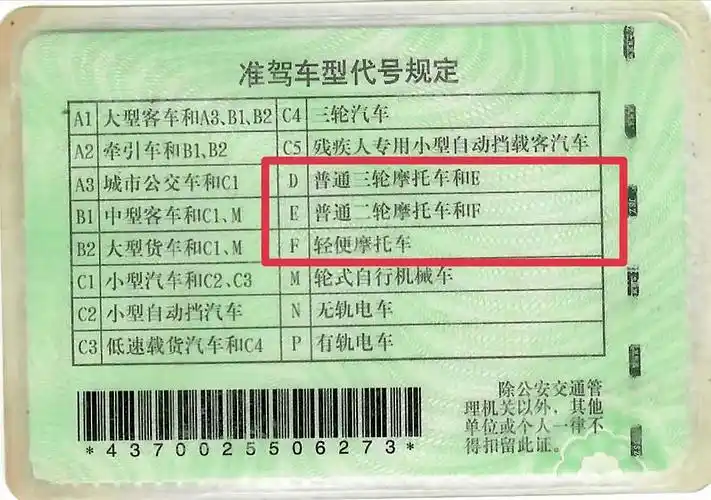 准驾车型代号规定
A1 大型客车和A3、B1、B2 C4 三轮汽车
A2 牵引车和B1、B2 C5 残疾人专用小型自动挡载客汽车
A3 城市公交车和C1 D 普通三轮摩托车和E
B1 中型客车和C1、M E 普通二轮摩托车和F
B2 大型货车和C1、M F 轻便摩托车
C1 小型汽车和C2、C3 M 轮式自行机械车
C2 小型自动挡汽车 N 无轨电车
C3 低速载货汽车和C4 P 有轨电车
*4370025506273*
除公安交通管
理机关以外，其他
单位或个人一律不
得扣留此证。